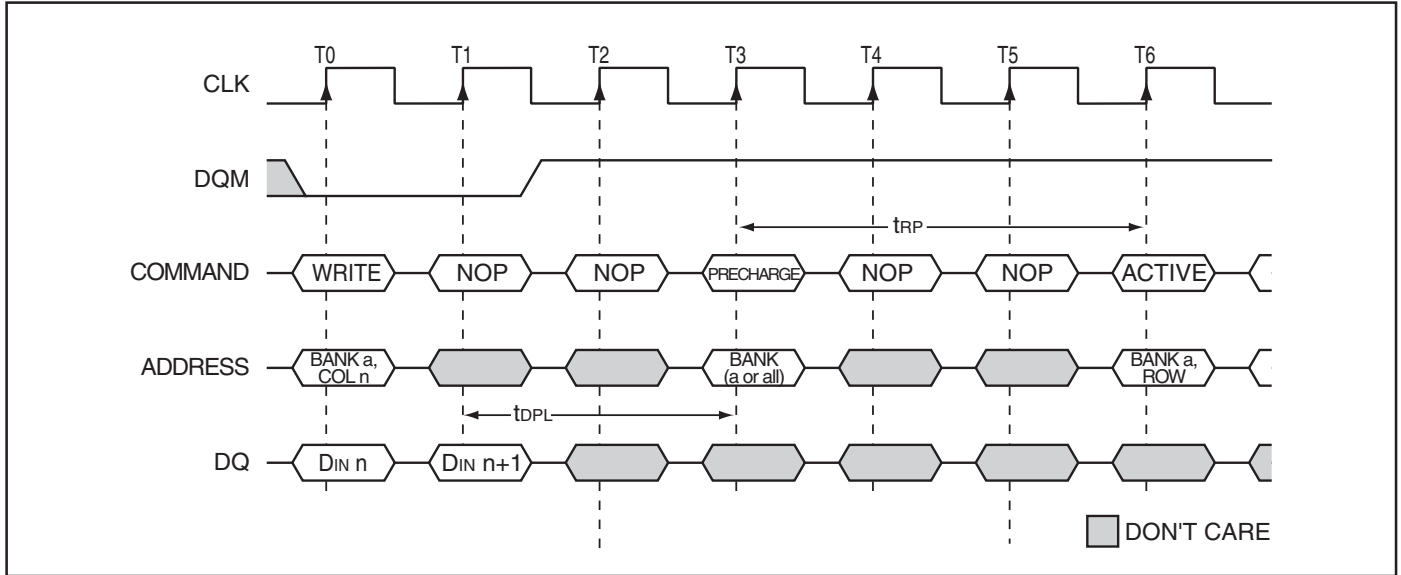 T0 T1 T2 T3 T4 T5 T6
CLK
DQM
tRP
COMMAND WRITE NOP NOP PRECHARGE NOP NOP ACTIVE
ADDRESS BANK a, COL n BANK (a or all) BANK a, ROW
tDPL
DQ DIN n DIN n+1
DON'T CARE